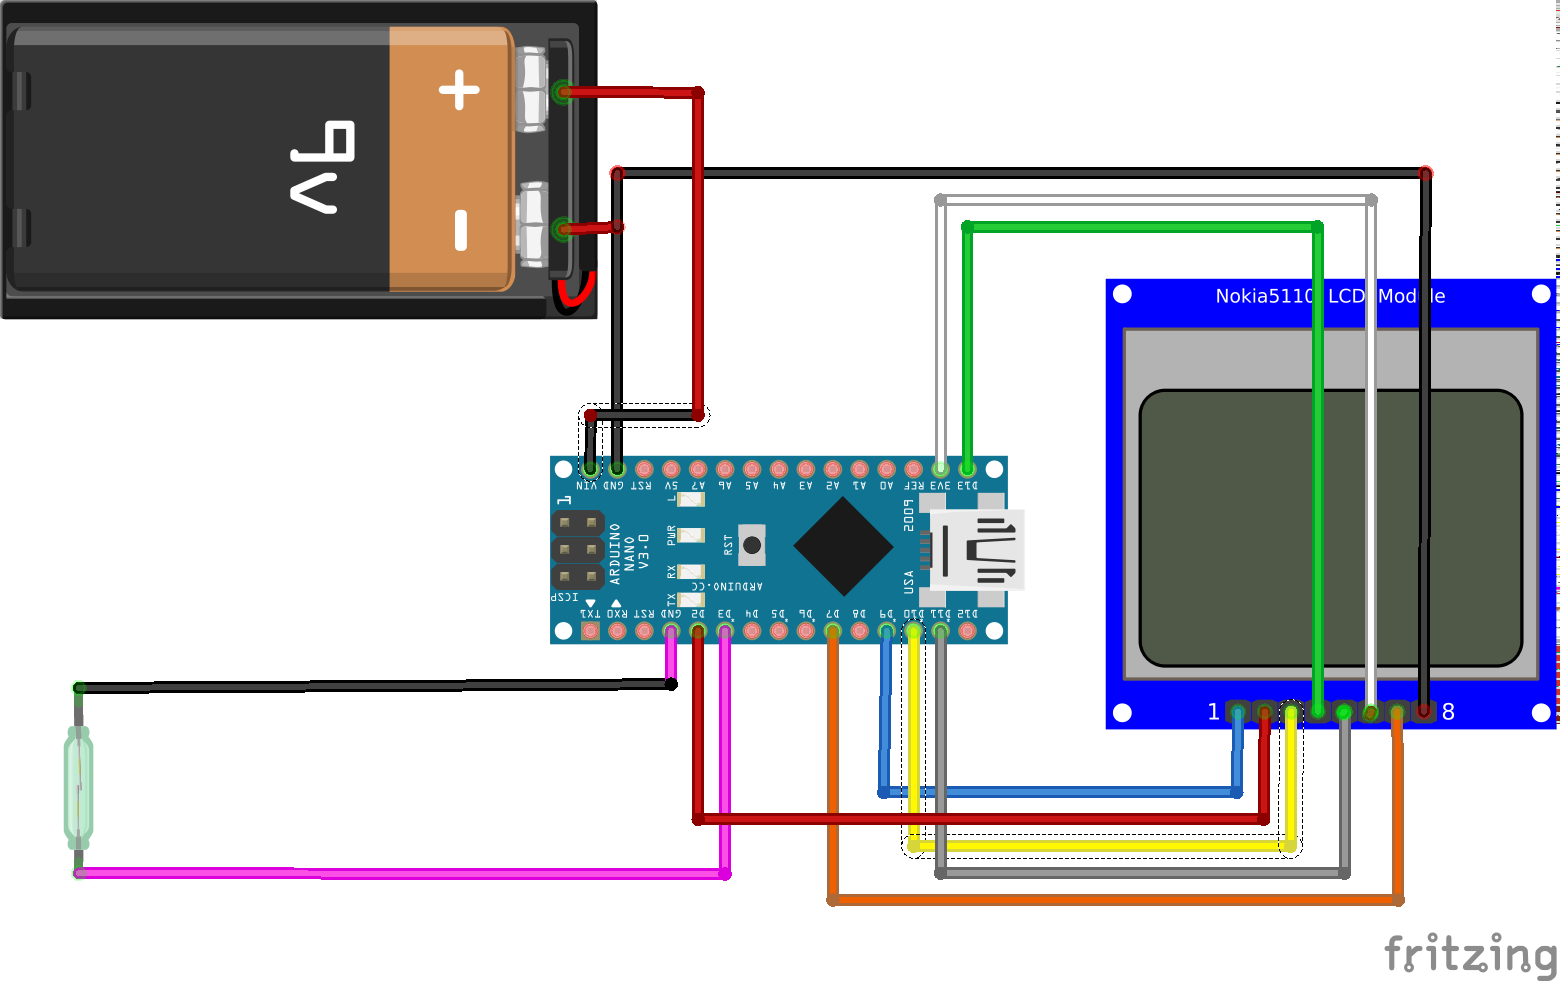 +
9V
−
Nokia5110 LCD Module
VIN GND RST 5V A7 A6 A5 A4 A3 A2 A1 A0 REF 3V3 D13
1
L
PWR
RX
TX
RST
ARDUINO
NANO
V3.0
ARDUINO.CC
ICSP
USA
TX1 RX0 RST GND D2 D3 D4 D5 D6 D7 D8 D9 D10 D11 D12
1
8
fritzing